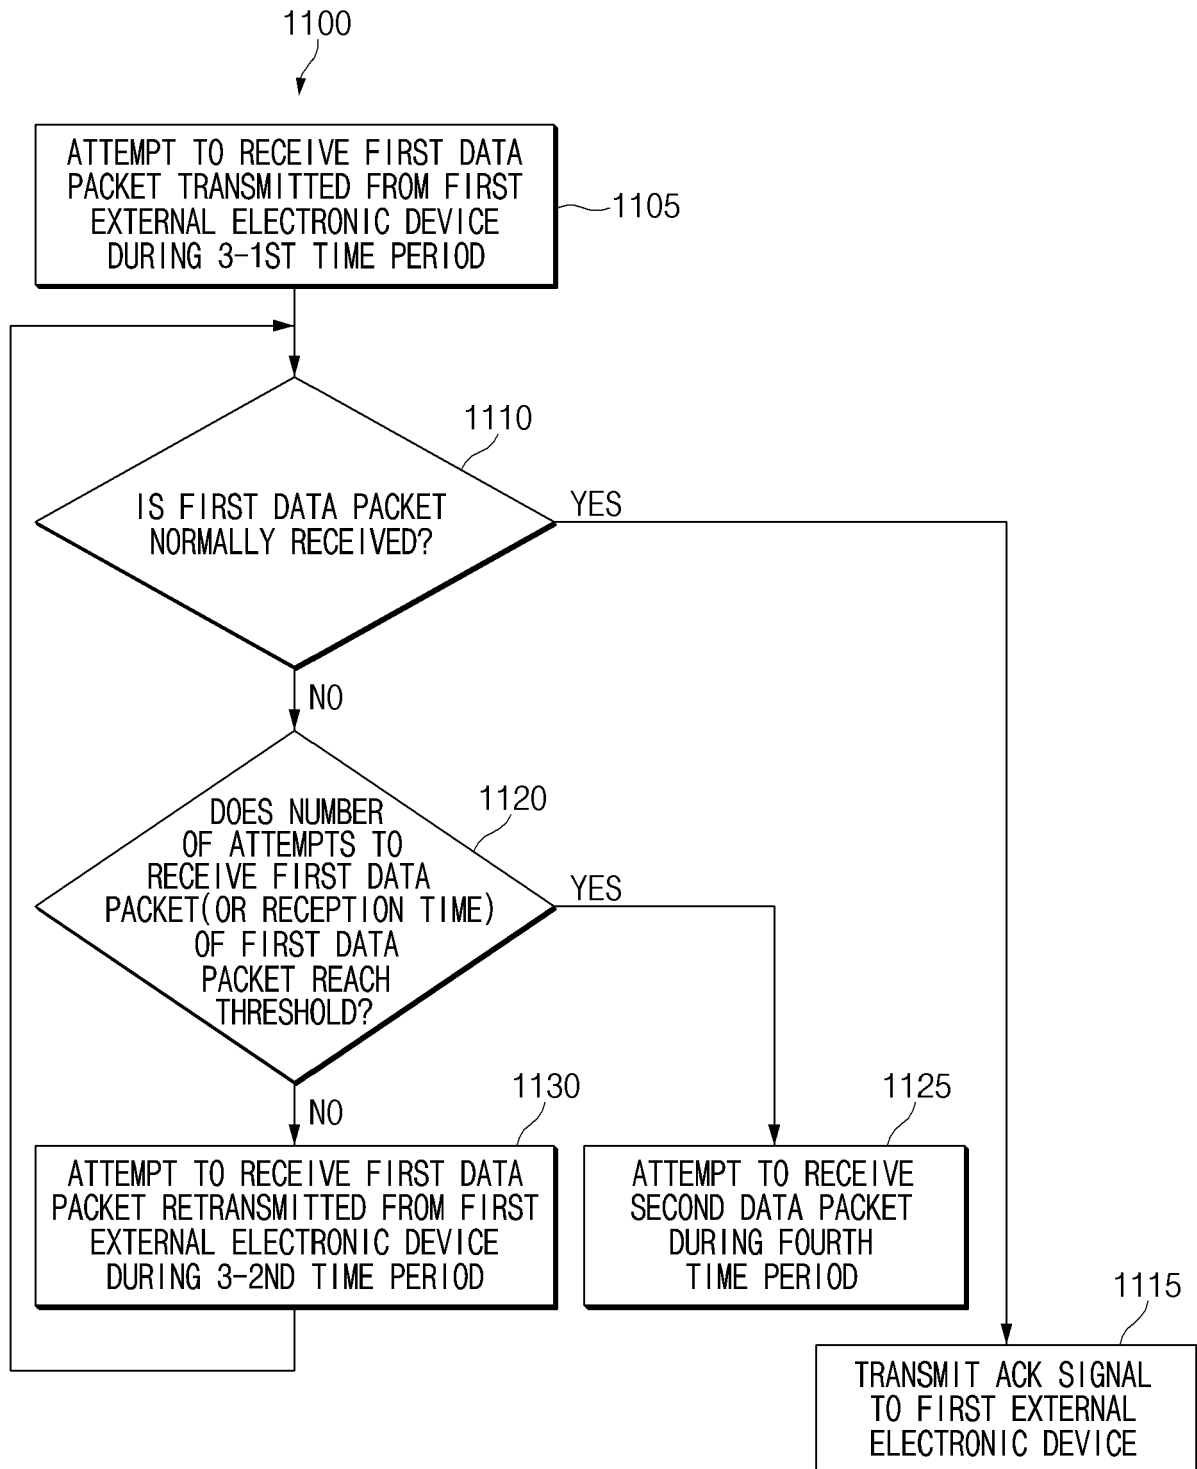 1100
ATTEMPT TO RECEIVE FIRST DATA
PACKET TRANSMITTED FROM FIRST
EXTERNAL ELECTRONIC DEVICE
DURING 3-1ST TIME PERIOD
1105
1110
IS FIRST DATA PACKET
NORMALLY RECEIVED?
YES
NO
1120
DOES NUMBER
OF ATTEMPTS TO
RECEIVE FIRST DATA
PACKET(OR RECEPTION TIME)
OF FIRST DATA
PACKET REACH
THRESHOLD?
YES
NO
1130
ATTEMPT TO RECEIVE FIRST DATA
PACKET RETRANSMITTED FROM FIRST
EXTERNAL ELECTRONIC DEVICE
DURING 3-2ND TIME PERIOD
1125
ATTEMPT TO RECEIVE
SECOND DATA PACKET
DURING FOURTH
TIME PERIOD
1115
TRANSMIT ACK SIGNAL
TO FIRST EXTERNAL
ELECTRONIC DEVICE